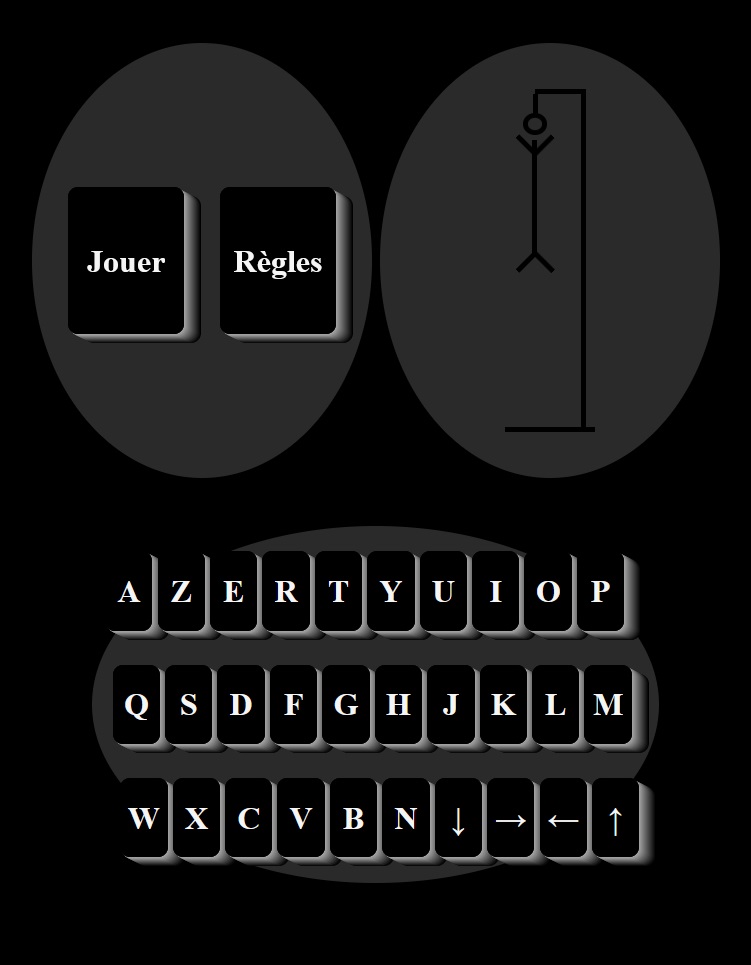 Jouer Règles
A Z E R T Y U I O P
Q S D F G H J K L M
W X C V B N ↓ → ← ↑